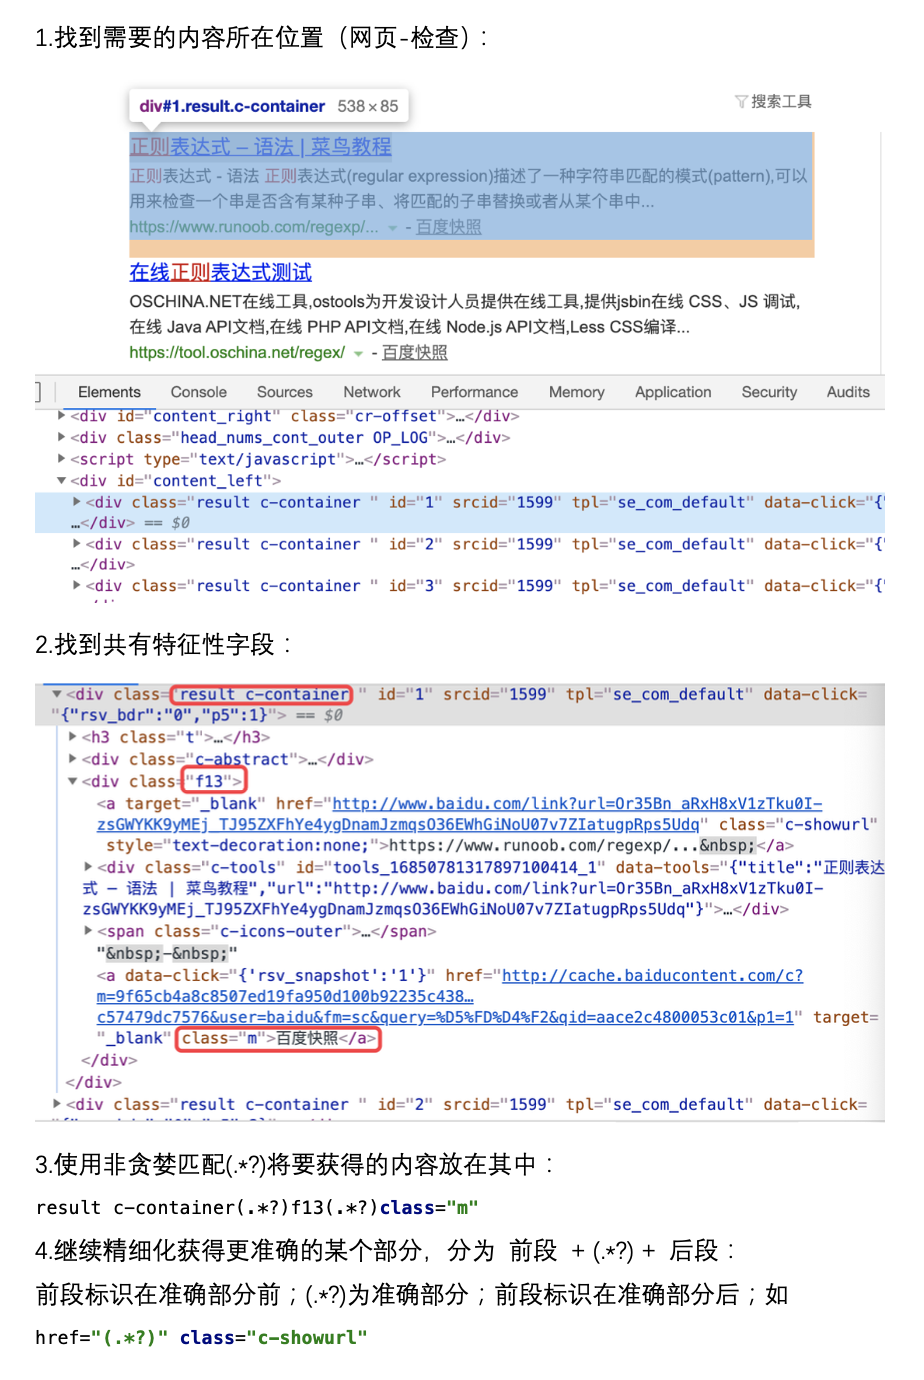 1.找到需要的内容所在位置（网页-检查）：
div#1.result.c-container 538 × 85
搜索工具
正则表达式 – 语法 | 菜鸟教程
正则表达式 - 语法 正则表达式(regular expression)描述了一种字符串匹配的模式(pattern),可以
用来检查一个串是否含有某种子串、将匹配的子串替换或者从某个串中...
https://www.runoob.com/regexp/... - 百度快照
在线正则表达式测试
OSCHINA.NET在线工具,ostools为开发设计人员提供在线工具,提供jsbin在线 CSS、JS 调试,
在线 Java API文档,在线 PHP API文档,在线 Node.js API文档,Less CSS编译...
https://tool.oschina.net/regex/ - 百度快照
Elements Console Sources Network Performance Memory Application Security Audits
<div id="content_right" class="cr-offset">…</div>
<div class="head_nums_cont_outer OP_LOG">…</div>
<script type="text/javascript">…</script>
<div id="content_left">
<div class="result c-container " id="1" srcid="1599" tpl="se_com_default" data-click="{"
…</div> == $0
<div class="result c-container " id="2" srcid="1599" tpl="se_com_default" data-click="{"
…</div>
<div class="result c-container " id="3" srcid="1599" tpl="se_com_default" data-click="{"
2.找到共有特征性字段：
<div class="result c-container " id="1" srcid="1599" tpl="se_com_default" data-click=
"{"rsv_bdr":"0","p5":1}"> == $0
<h3 class="t">…</h3>
<div class="c-abstract">…</div>
<div class="f13">
<a target="_blank" href="http://www.baidu.com/link?url=Or35Bn_aRxH8xV1zTku0I-
zsGWYKK9yMEj_TJ95ZXFhYe4ygDnamJzmqsO36EWhGiNoU07v7ZIatugpRps5Udq" class="c-showurl"
style="text-decoration:none;">https://www.runoob.com/regexp/...&nbsp;</a>
<div class="c-tools" id="tools_16850781317897100414_1" data-tools="{"title":"正则表达
式 – 语法 | 菜鸟教程","url":"http://www.baidu.com/link?url=Or35Bn_aRxH8xV1zTku0I-
zsGWYKK9yMEj_TJ95ZXFhYe4ygDnamJzmqsO36EWhGiNoU07v7ZIatugpRps5Udq"}">…</div>
<span class="c-icons-outer">…</span>
"&nbsp;-&nbsp;"
<a data-click="{'rsv_snapshot':'1'}" href="http://cache.baiducontent.com/c?
m=9f65cb4a8c8507ed19fa950d100b92235c438…
c57479dc7576&user=baidu&fm=sc&query=%D5%FD%D4%F2&qid=aace2c4800053c01&p1=1" target=
"_blank" class="m">百度快照</a>
</div>
</div>
<div class="result c-container " id="2" srcid="1599" tpl="se_com_default" data-click=
3.使用非贪婪匹配(.*?)将要获得的内容放在其中：
result c-container(.*?)f13(.*?)class="m"
4.继续精细化获得更准确的某个部分，分为 前段 + (.*?) + 后段：
前段标识在准确部分前；(.*?)为准确部分；前段标识在准确部分后；如
href="(.*?)" class="c-showurl"